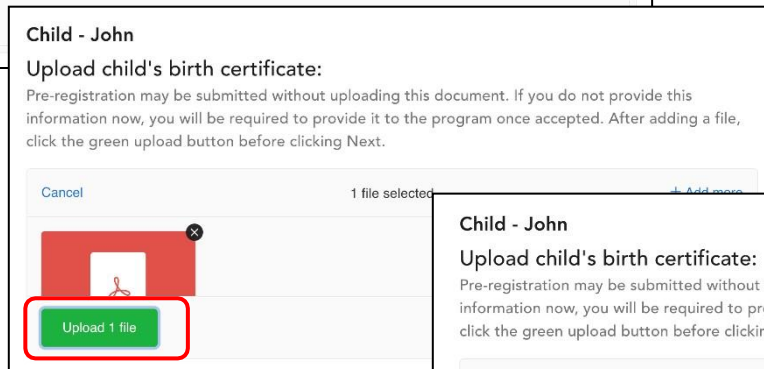 Child - John
Upload child's birth certificate:
Pre-registration may be submitted without uploading this document. If you do not provide this
information now, you will be required to provide it to the program once accepted. After adding a file,
click the green upload button before clicking Next.
Cancel 1 file selected + Add more
Upload 1 file
Child - John
Upload child's birth certificate:
Pre-registration may be submitted without
information now, you will be required to
click the green upload button before